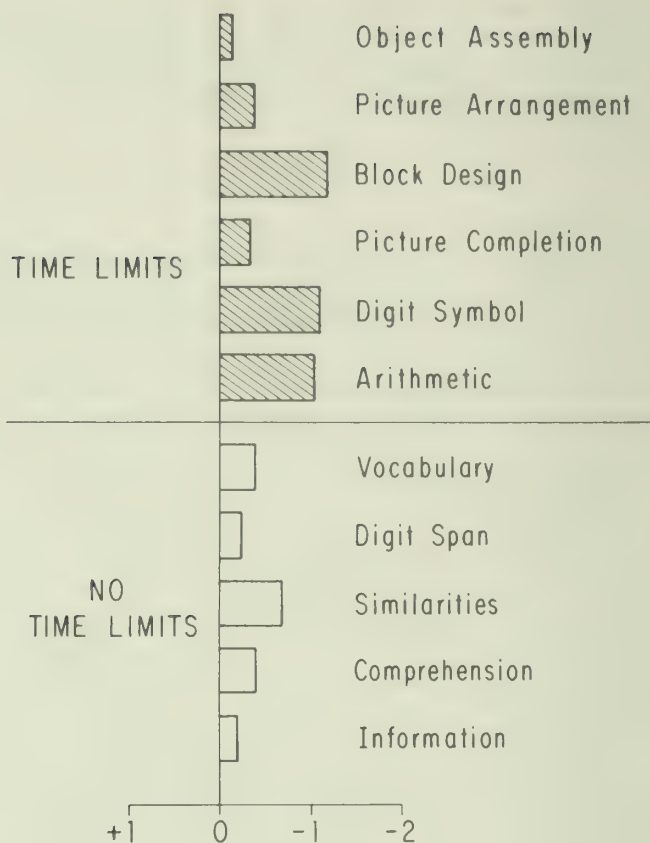 Object Assembly
Picture Arrangement
Block Design
Picture Completion
TIME LIMITS
Digit Symbol
Arithmetic
Vocabulary
Digit Span
NO
TIME LIMITS
Similarities
Comprehension
Information
+1 0 -1 -2